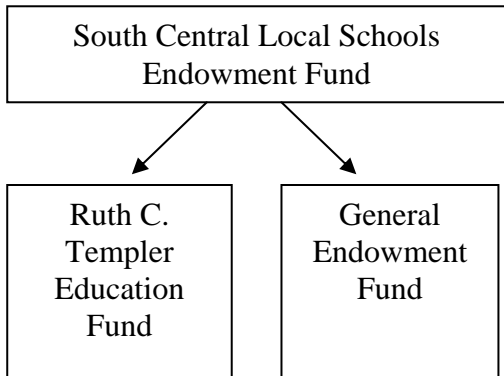 South Central Local Schools
Endowment Fund
Ruth C.
Templer
Education
Fund
General
Endowment
Fund